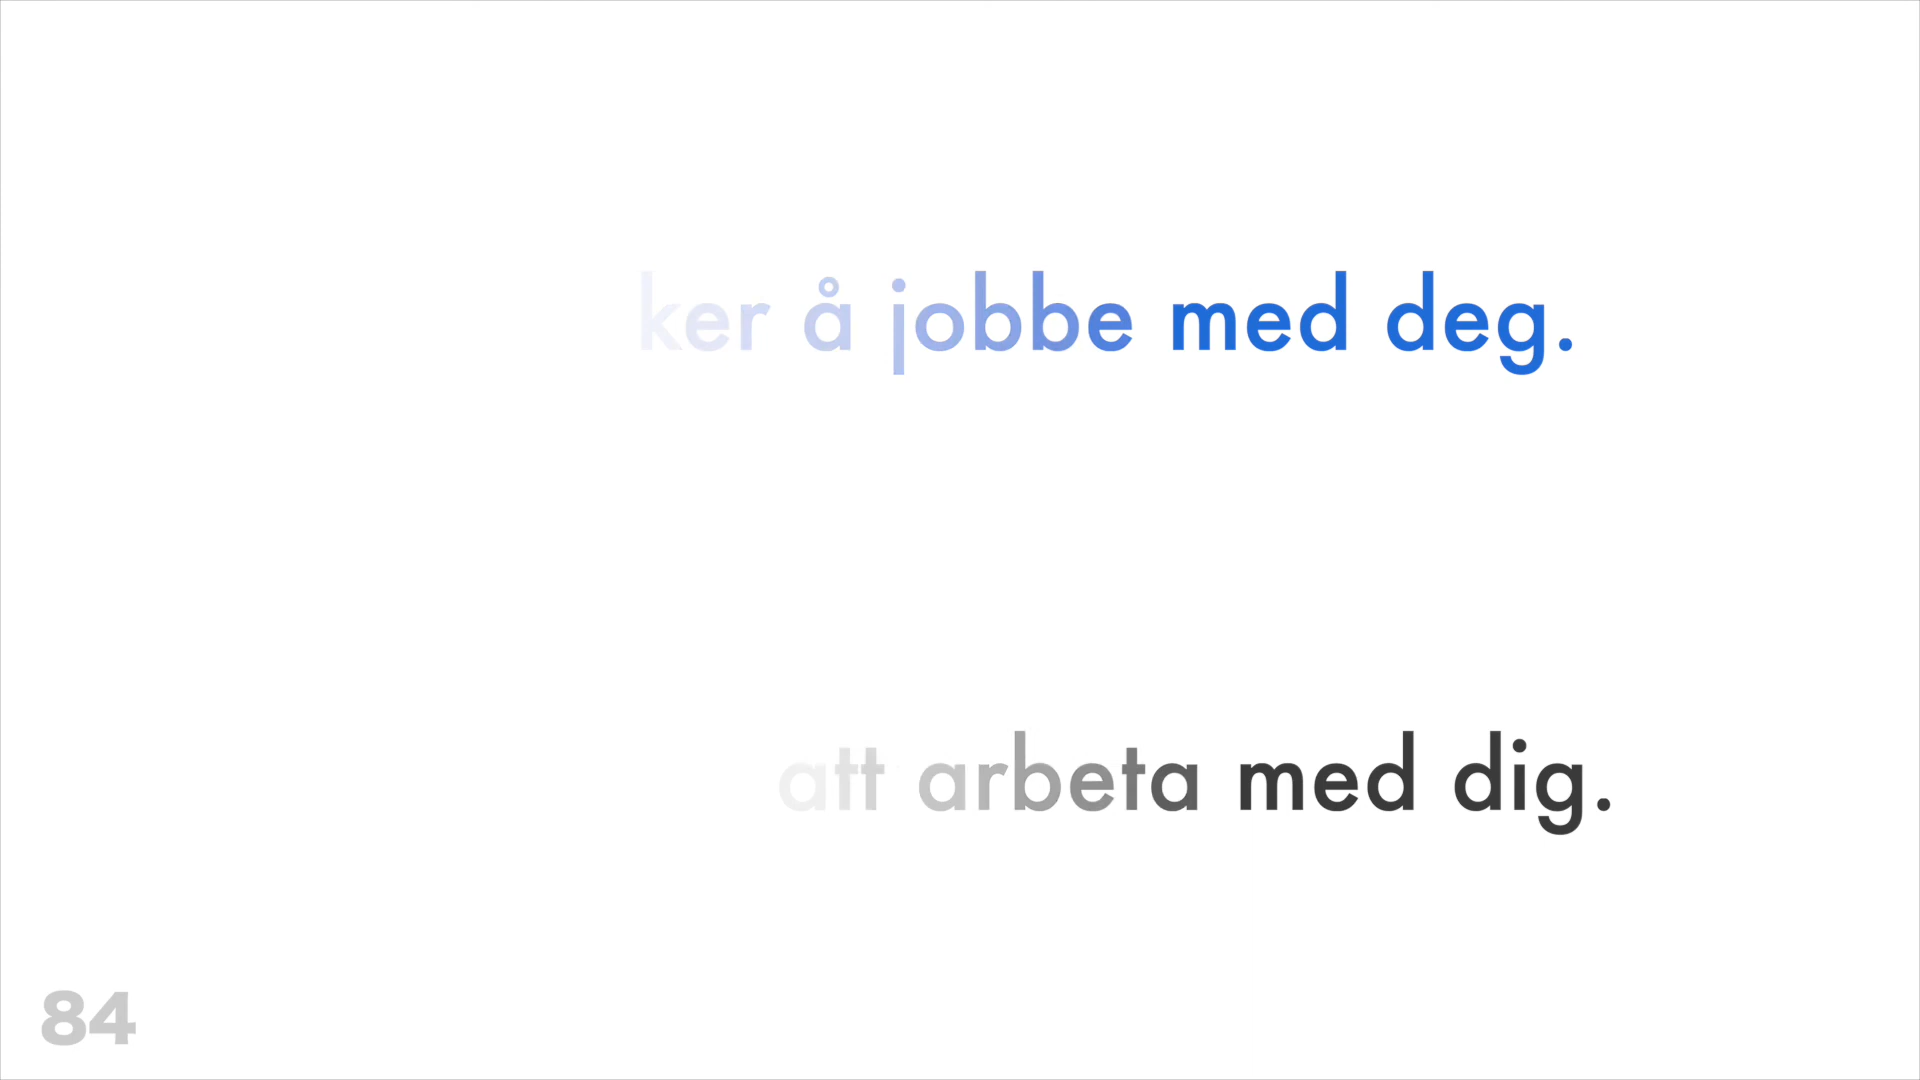 ker å jobbe med deg.
att arbeta med dig.
84